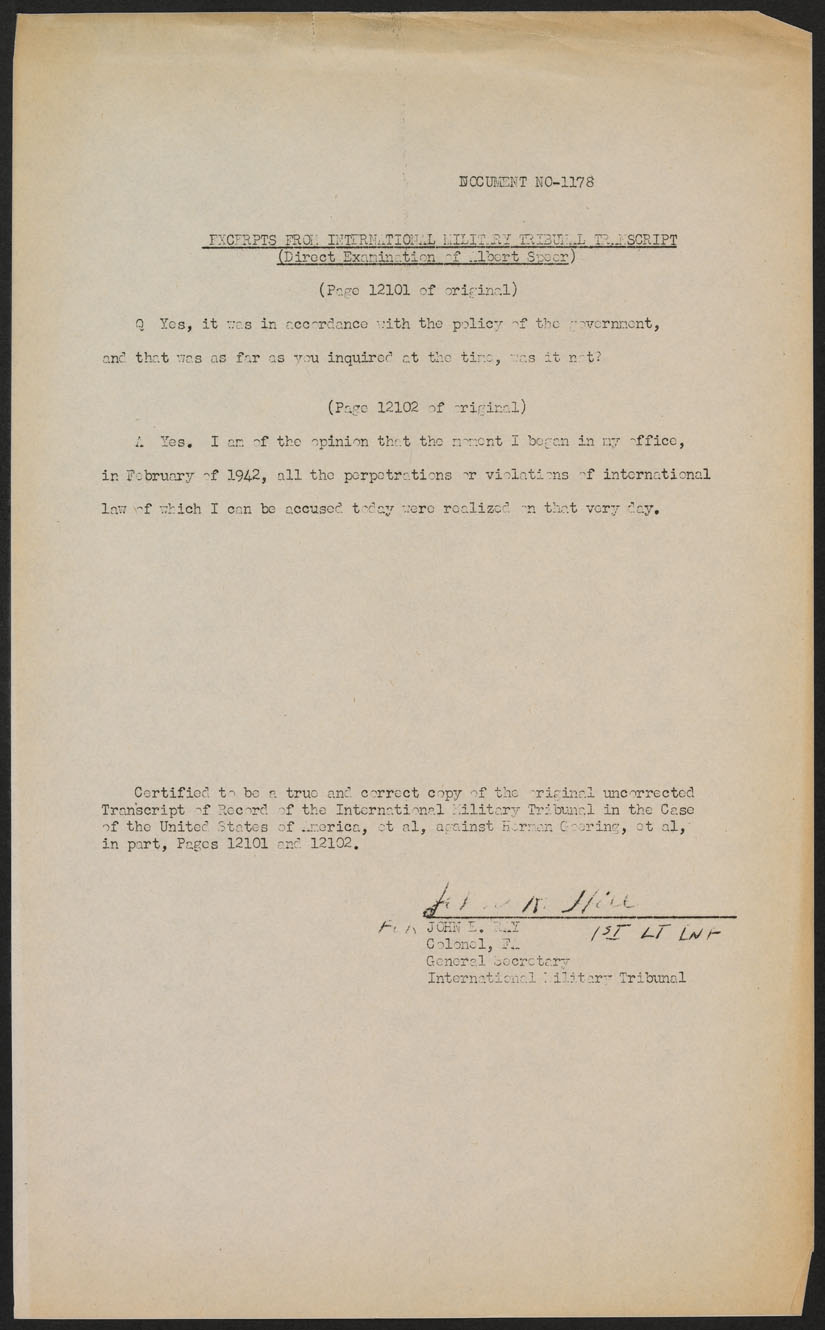 DOCUMENT NO-1178
EXCERPTS FROM INTERNATIONAL MILITARY TRIBUNAL TRANSCRIPT
(Direct Examination of Albert Speer)
(Page 12101 of original)
Q Yes, it was in accordance with the policy of the government,
and that was as far as you inquired at the time, was it not?
(Page 12102 of original)
A Yes. I am of the opinion that the moment I began in my office,
in February of 1942, all the perpetrations or violations of international
law of which I can be accused today were realized on that very day.
Certified to be a true and correct copy of the original uncorrected
Transcript of Record of the International Military Tribunal in the Case
of the United States of America, et al, against Herman Goering, et al,
in part, Pages 12101 and 12102.
For JOHN L. RAY 1ST LT INF
Colonel, FA
General Secretary
International Military Tribunal